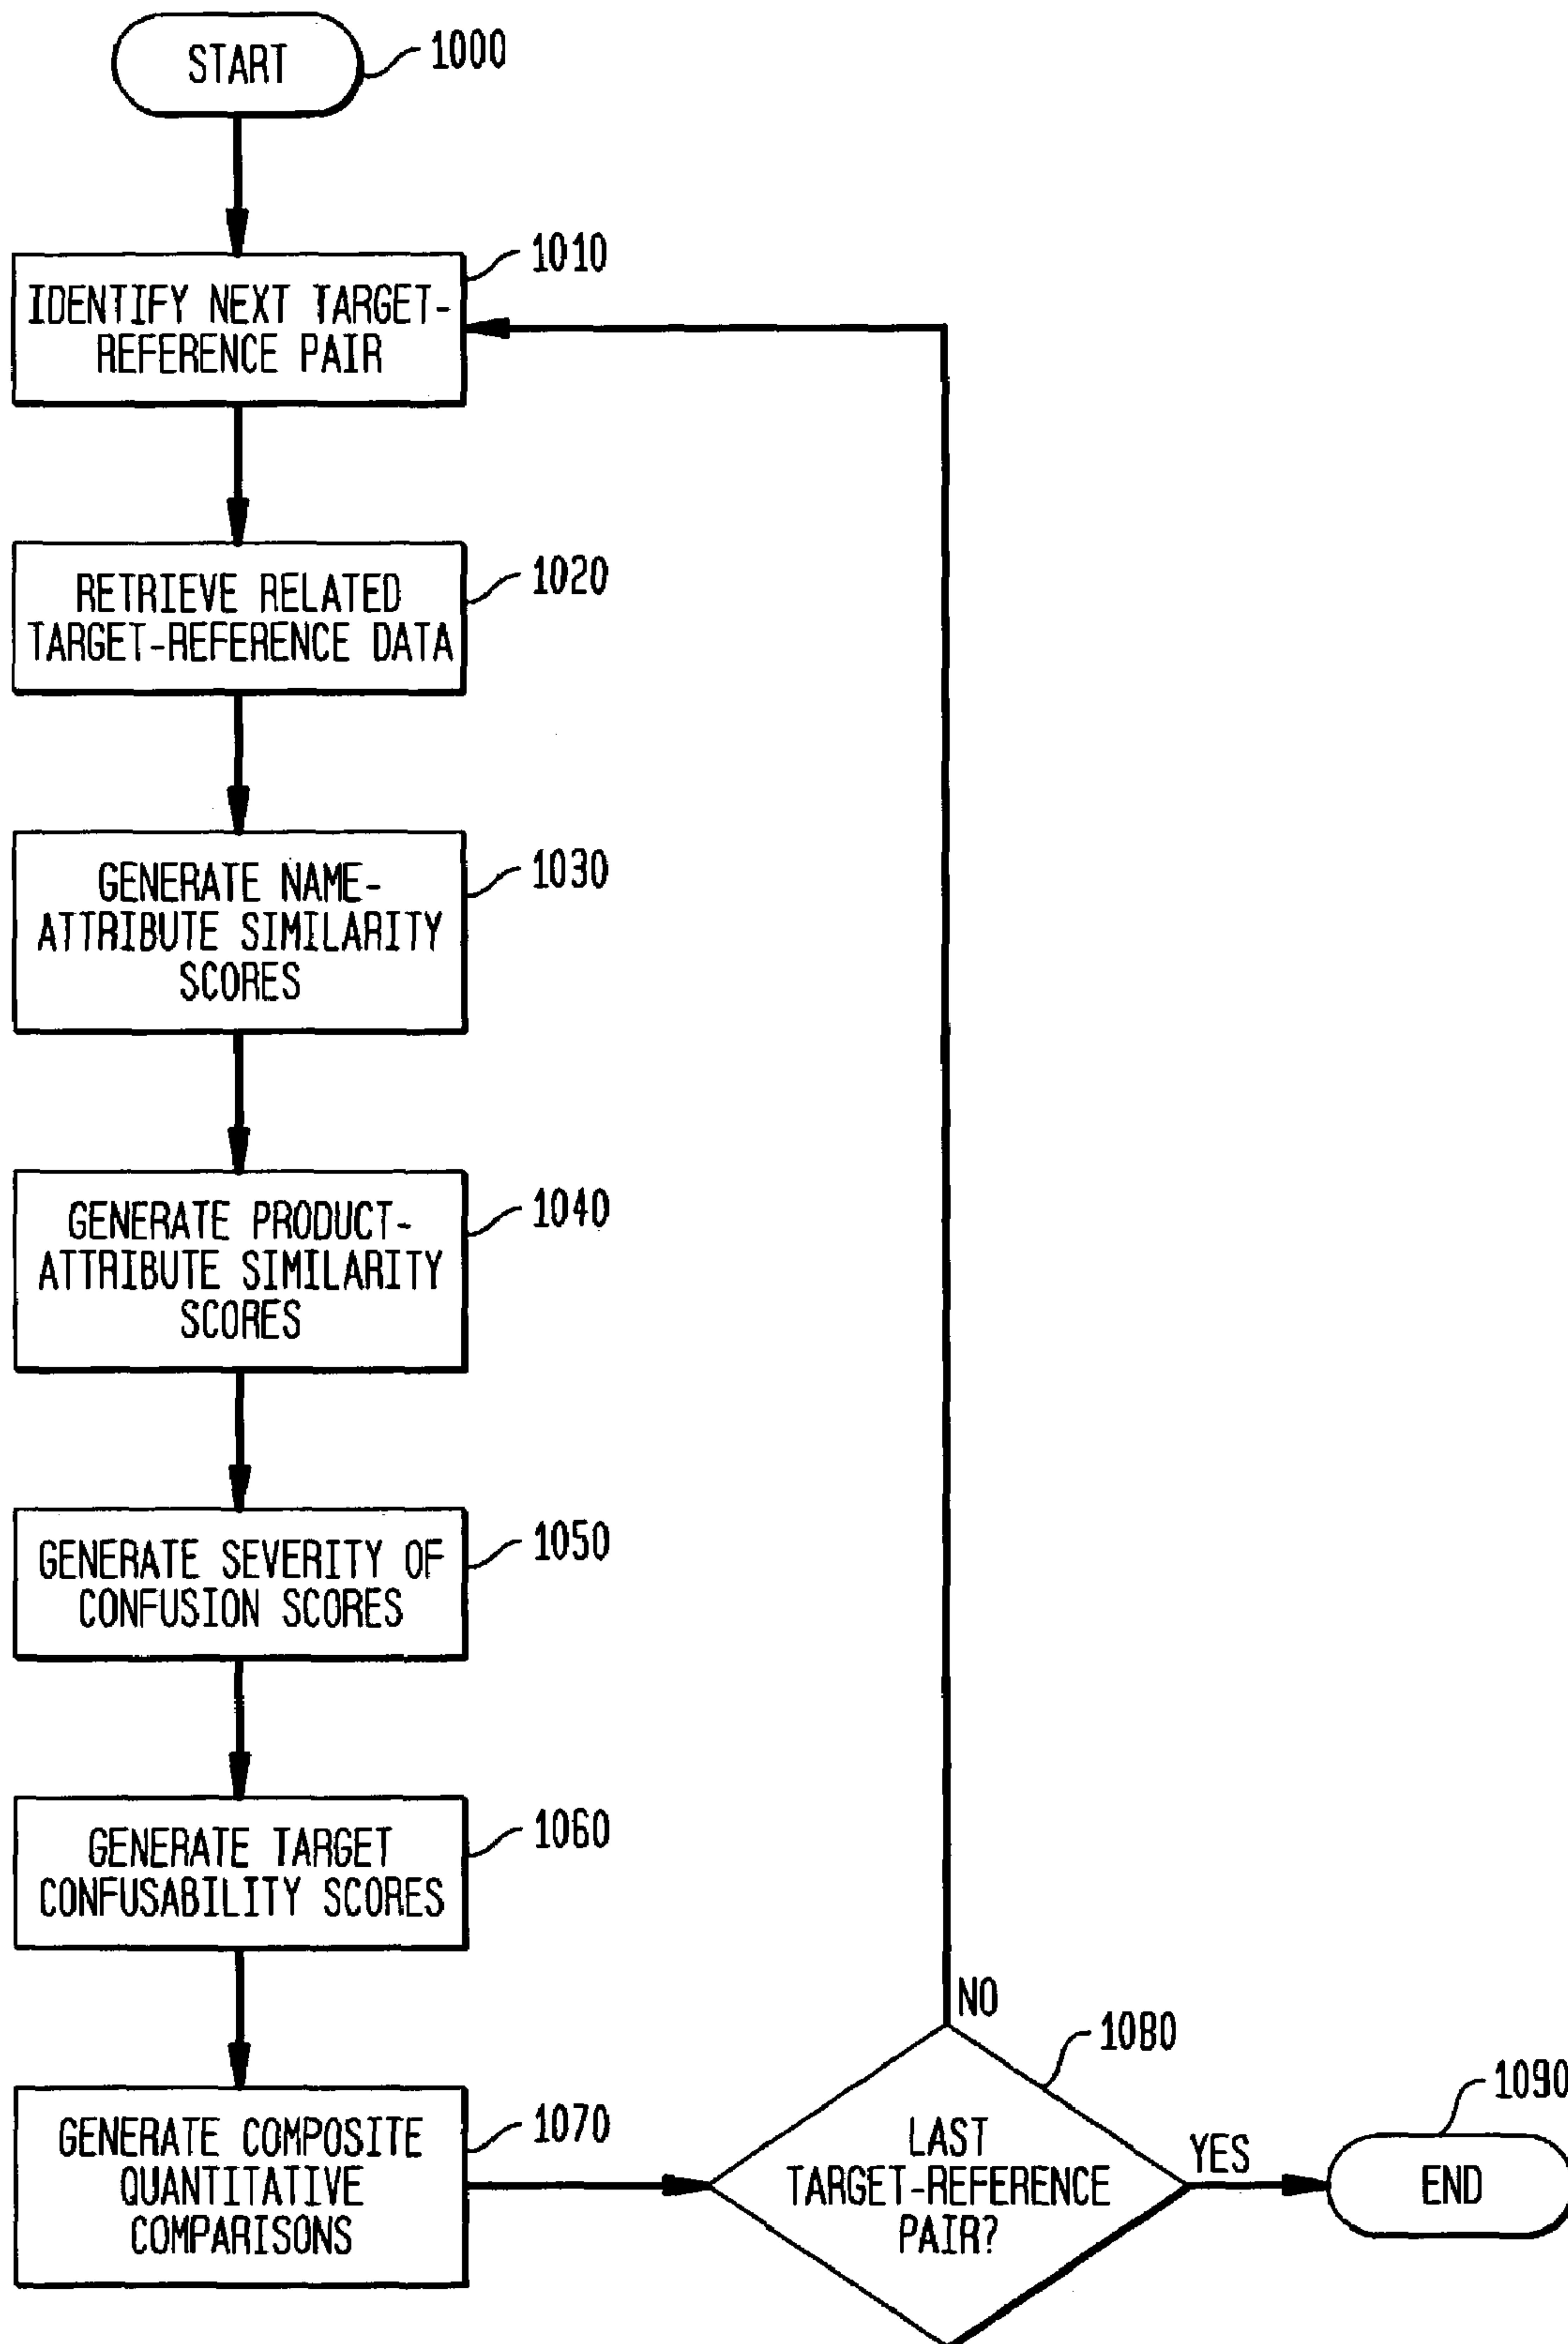 START
1000
1010
IDENTIFY NEXT TARGET-
REFERENCE PAIR
1020
RETRIEVE RELATED
TARGET-REFERENCE DATA
1030
GENERATE NAME-
ATTRIBUTE SIMILARITY
SCORES
1040
GENERATE PRODUCT-
ATTRIBUTE SIMILARITY
SCORES
1050
GENERATE SEVERITY OF
CONFUSION SCORES
1060
GENERATE TARGET
CONFUSABILITY SCORES
1070
GENERATE COMPOSITE
QUANTITATIVE
COMPARISONS
NO
1080
LAST
TARGET-REFERENCE
PAIR?
YES
1090
END